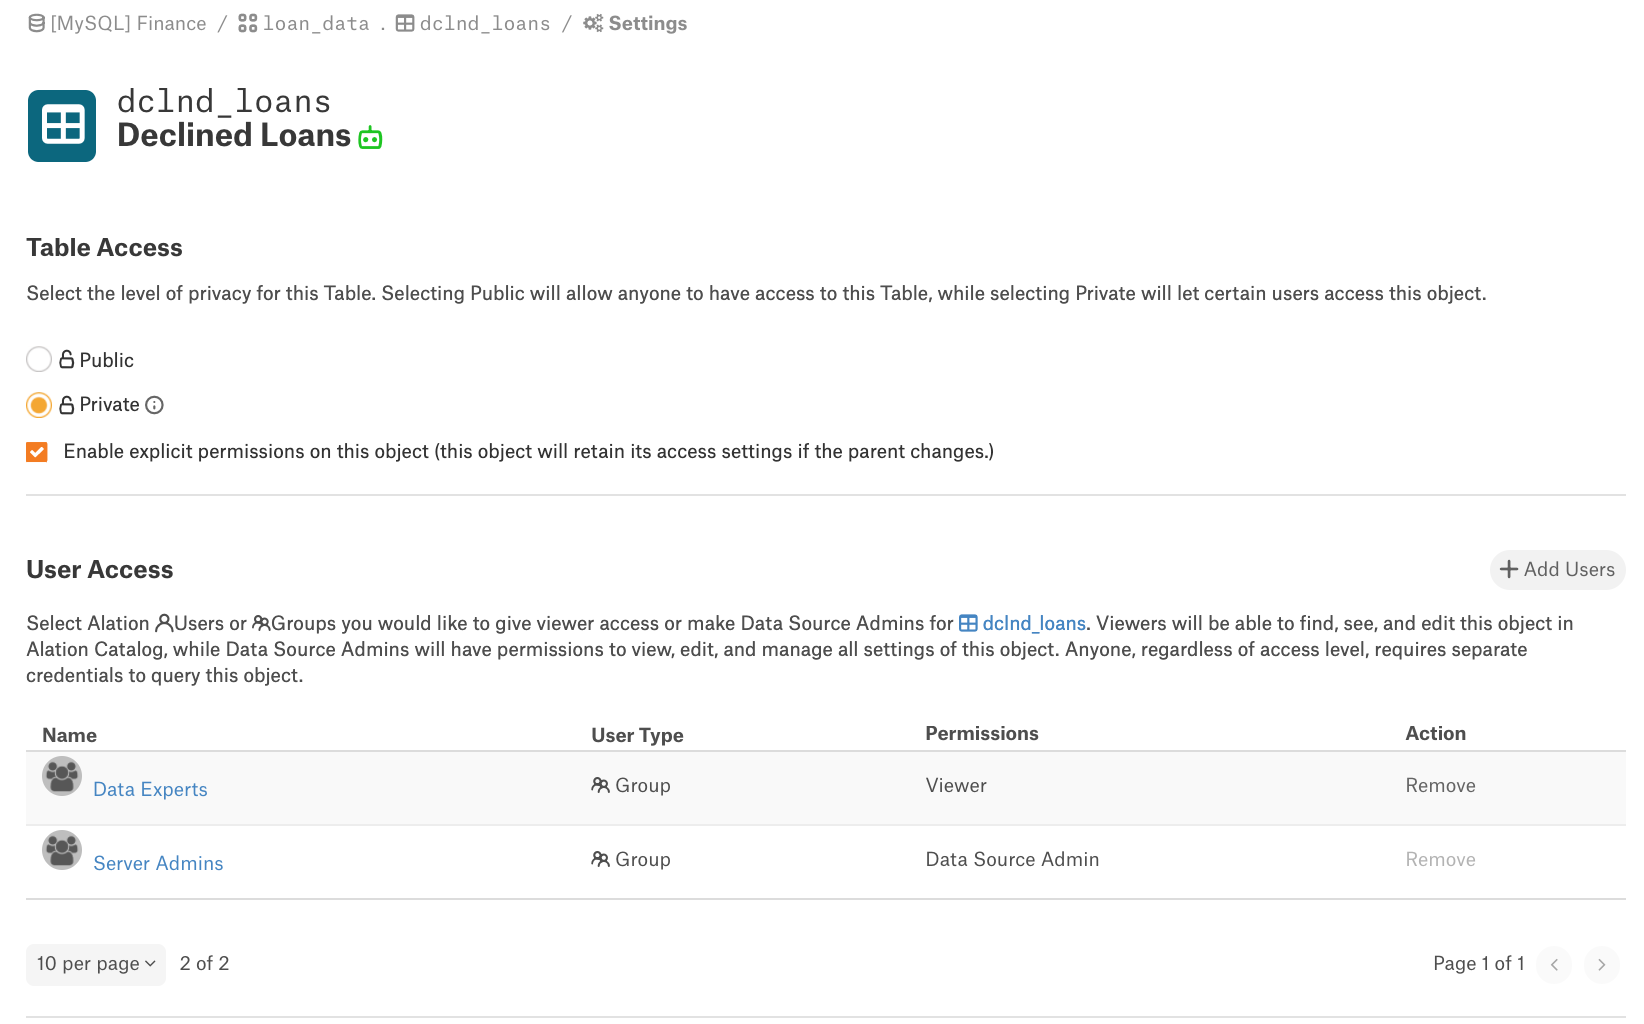 [MySQL] Finance / loan_data . dclnd_loans / Settings
dclnd_loans
Declined Loans
Table Access
Select the level of privacy for this Table. Selecting Public will allow anyone to have access to this Table, while selecting Private will let certain users access this object.
Public
Private
Enable explicit permissions on this object (this object will retain its access settings if the parent changes.)
User Access
+ Add Users
Select Alation Users or Groups you would like to give viewer access or make Data Source Admins for dclnd_loans. Viewers will be able to find, see, and edit this object in
Alation Catalog, while Data Source Admins will have permissions to view, edit, and manage all settings of this object. Anyone, regardless of access level, requires separate
credentials to query this object.
Name User Type Permissions Action
Data Experts Group Viewer Remove
Server Admins Group Data Source Admin Remove
10 per page 2 of 2 Page 1 of 1